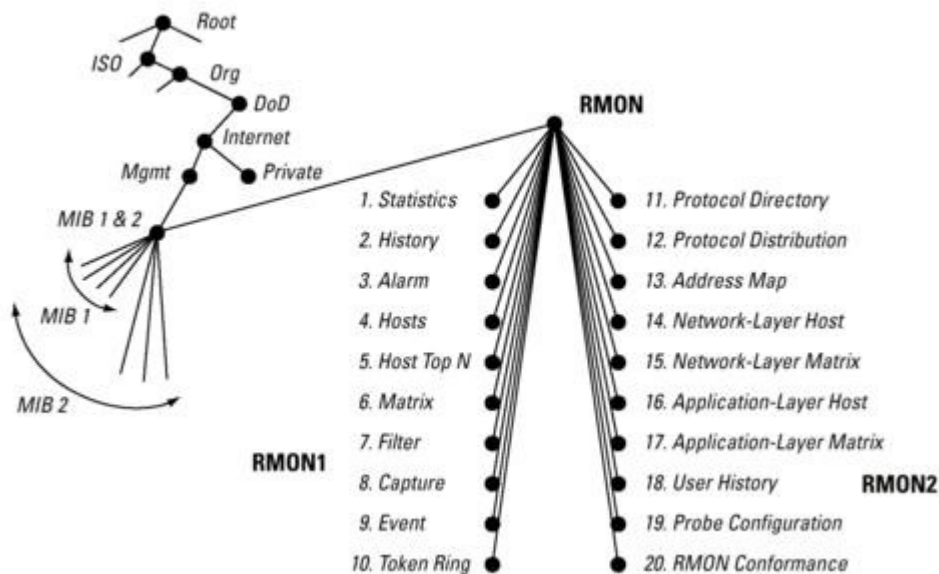 Root
ISO
Org
DoD
Internet
Mgmt
Private
MIB 1 & 2
MIB 1
MIB 2
RMON
RMON1
1. Statistics
2. History
3. Alarm
4. Hosts
5. Host Top N
6. Matrix
7. Filter
8. Capture
9. Event
10. Token Ring
11. Protocol Directory
12. Protocol Distribution
13. Address Map
14. Network-Layer Host
15. Network-Layer Matrix
16. Application-Layer Host
17. Application-Layer Matrix
18. User History
19. Probe Configuration
20. RMON Conformance
RMON2